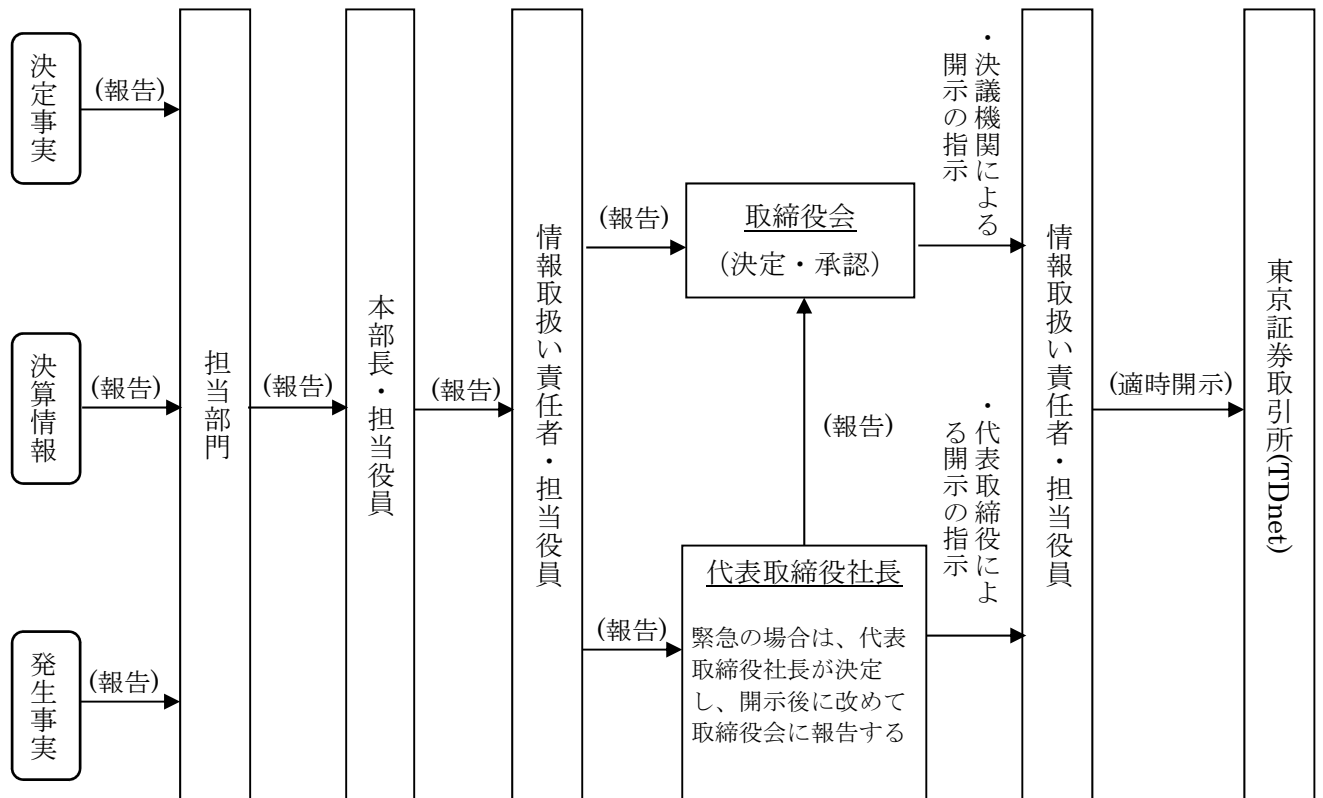 決定事実
(報告)
決算情報
(報告)
発生事実
(報告)
担当部門
(報告)
本部長・担当役員
(報告)
情報取扱い責任者・担当役員
(報告)
取締役会
（決定・承認）
(報告)
(報告)
代表取締役社長
緊急の場合は、代表
取締役社長が決定
し、開示後に改めて
取締役会に報告する
・決議機関による
開示の指示
・代表取締役によ
る開示の指示
情報取扱い責任者・担当役員
(適時開示)
東京証券取引所(TDnet)